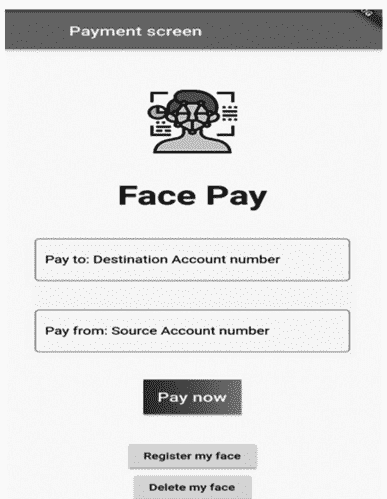 Payment screen
Face Pay
Pay to: Destination Account number
Pay from: Source Account number
Pay now
Register my face
Delete my face